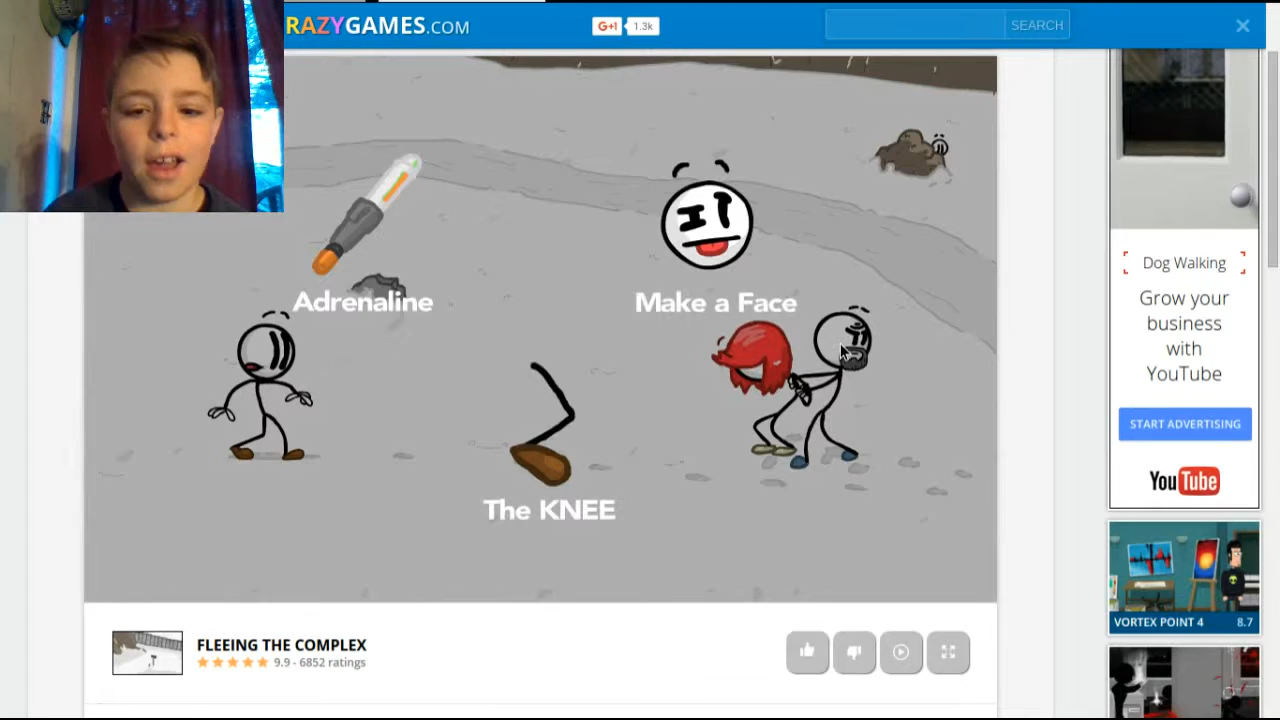 RAZYGAMES.COM
G+1 1.3k
SEARCH
Adrenaline
Make a Face
The KNEE
Dog Walking
Grow your
business
with
YouTube
START ADVERTISING
YouTube
VORTEX POINT 4 8.7
FLEEING THE COMPLEX
9.9 - 6852 ratings